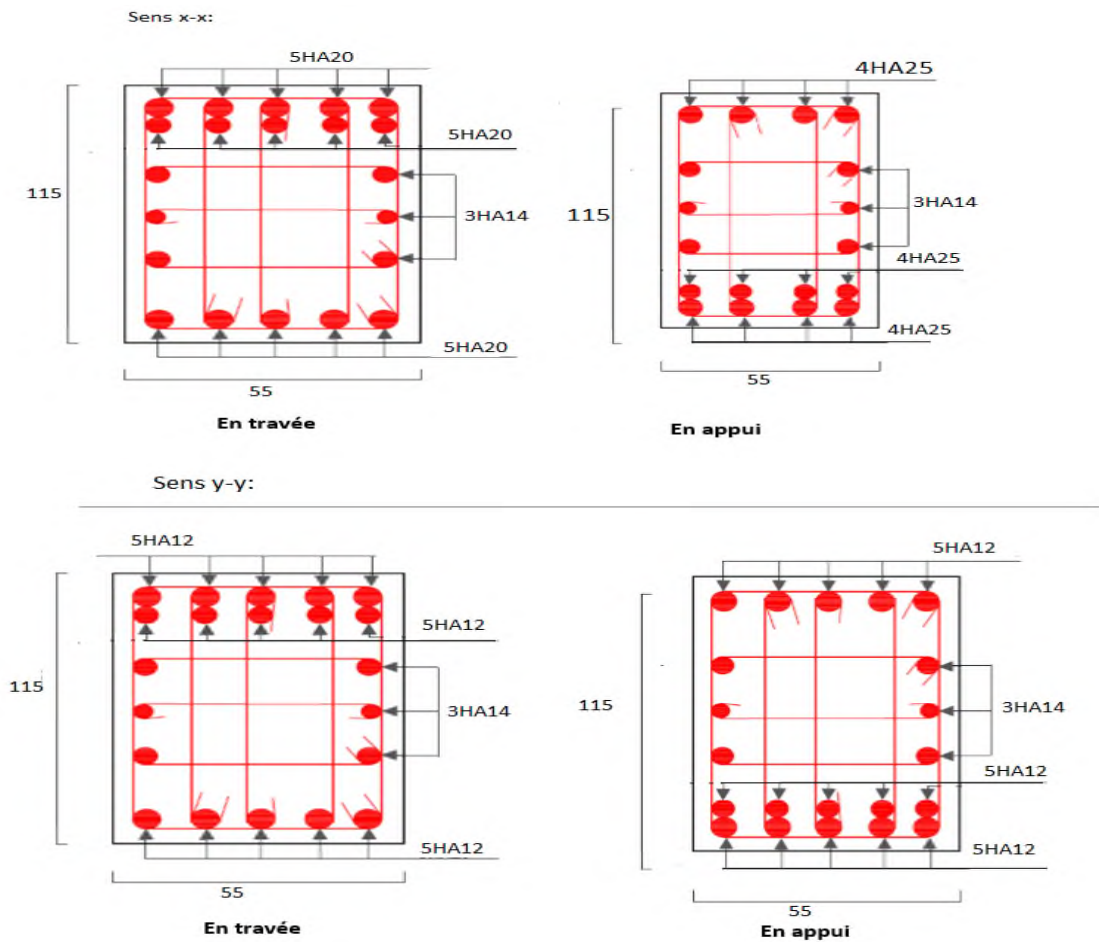 Sens x-x:
5HA20
5HA20
115
3HA14
5HA20
55
En travée
4HA25
115
3HA14
4HA25
4HA25
55
En appui
Sens y-y:
5HA12
5HA12
115
3HA14
5HA12
55
En travée
5HA12
115
3HA14
5HA12
5HA12
55
En appui